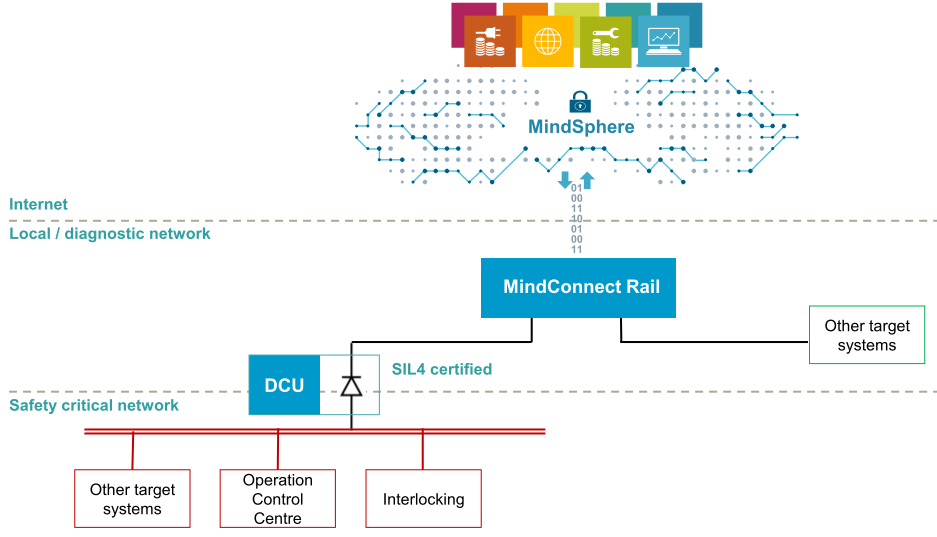 MindSphere
01
00
11
10
01
00
11
Internet
Local / diagnostic network
MindConnect Rail
Other target
systems
DCU
SIL4 certified
Safety critical network
Other target
systems
Operation
Control
Centre
Interlocking